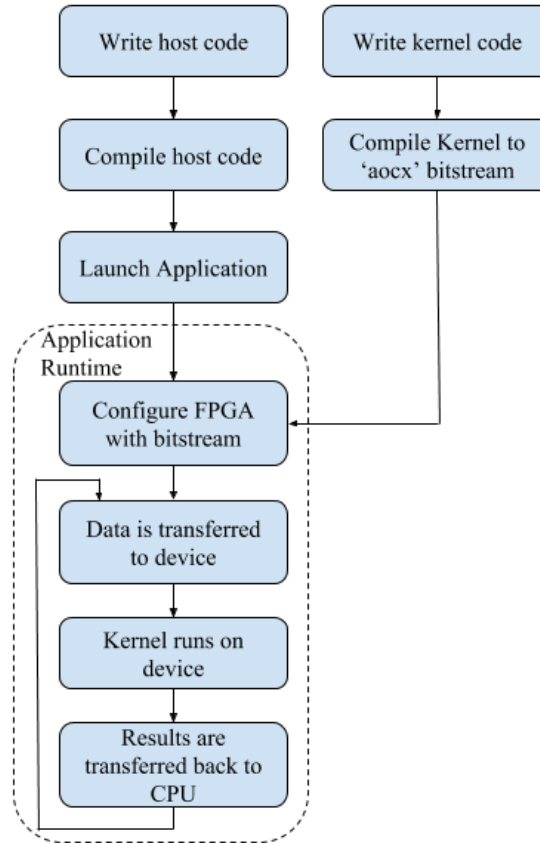 Write host code
Write kernel code
Compile host code
Compile Kernel to
‘aocx’ bitstream
Launch Application
Application
Runtime
Configure FPGA
with bitstream
Data is transferred
to device
Kernel runs on
device
Results are
transferred back to
CPU